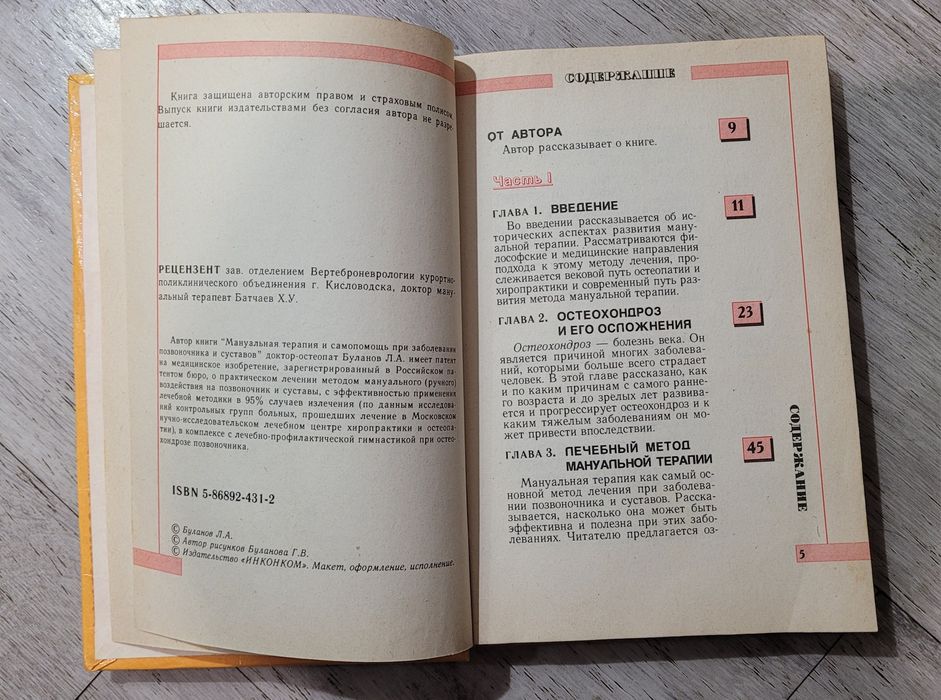 Книга защищена авторским правом и страховым полисом.
Выпуск книги издательствами без согласия автора не разре-
шается.
РЕЦЕНЗЕНТ зав. отделением Вертеброневрологии курортно-
поликлинического объединения г. Кисловодска, доктор ману-
альный терапевт Батчаев Х.У.
Автор книги "Мануальная терапия и самопомощь при заболевании
позвоночника и суставов" доктор-остеопат Буланов Л.А. имеет патент
на медицинское изобретение, зарегистрированный в Российском па-
тентом бюро, о практическом лечении методом мануального (ручного)
воздействия на позвоночник и суставы, с эффективностью применения
лечебной методики в 95% случаев излечения (по данным исследова-
ний контрольных групп больных, прошедших лечение в Московском
научно-исследовательском лечебном центре хиропрактики и остеопа-
тии), в комплексе с лечебно-профилактической гимнастикой при остео-
хондрозе позвоночника.
ISBN 5-86892-431-2
© Буланов Л.А.
© Автор рисунков Буланова Г.В.
© Издательство «ИНКОНКОМ». Макет, оформление, исполнение.
СОДЕРЖАНИЕ
ОТ АВТОРА 9
Автор рассказывает о книге.
Часть I
ГЛАВА 1. ВВЕДЕНИЕ 11
Во введении рассказывается об ис-
торических аспектах развития ману-
альной терапии. Рассматриваются фи-
лософские и медицинские направления
подхода к этому методу лечения, про-
слеживается вековой путь остеопатии и
хиропрактики и современный путь раз-
вития метода мануальной терапии.
ГЛАВА 2. ОСТЕОХОНДРОЗ 23
И ЕГО ОСЛОЖНЕНИЯ
Остеохондроз — болезнь века. Он
является причиной многих заболева-
ний, которыми больше всего страдает
человек. В этой главе рассказано, как
и по каким причинам с самого ранне-
го возраста и до зрелых лет развива-
ется и прогрессирует остеохондроз и к
каким тяжелым заболеваниям он мо-
жет привести впоследствии.
ГЛАВА 3. ЛЕЧЕБНЫЙ МЕТОД 45
МАНУАЛЬНОЙ ТЕРАПИИ
Мануальная терапия как самый ос-
новной метод лечения при заболева-
нии позвоночника и суставов. Расска-
зывается, насколько она может быть
эффективна и полезна при этих забо-
леваниях. Читателю предлагается оз-
СОДЕРЖАНИЕ
5